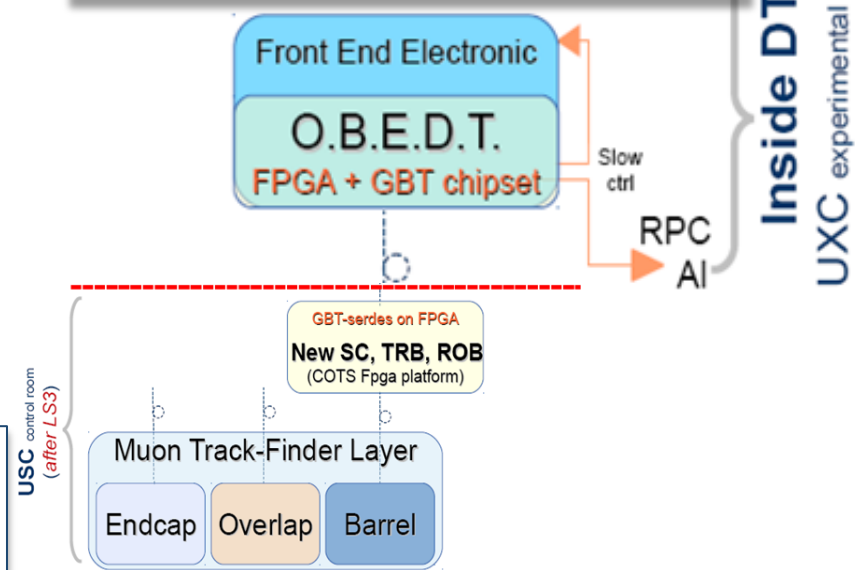 Front End Electronic
O.B.E.D.T.
FPGA + GBT chipset
Slow
ctrl
RPC
AI
Inside DT
UXC experimental
GBT-serdes on FPGA
New SC, TRB, ROB
(COTS Fpga platform)
USC control room
(after LS3)
Muon Track-Finder Layer
Endcap
Overlap
Barrel